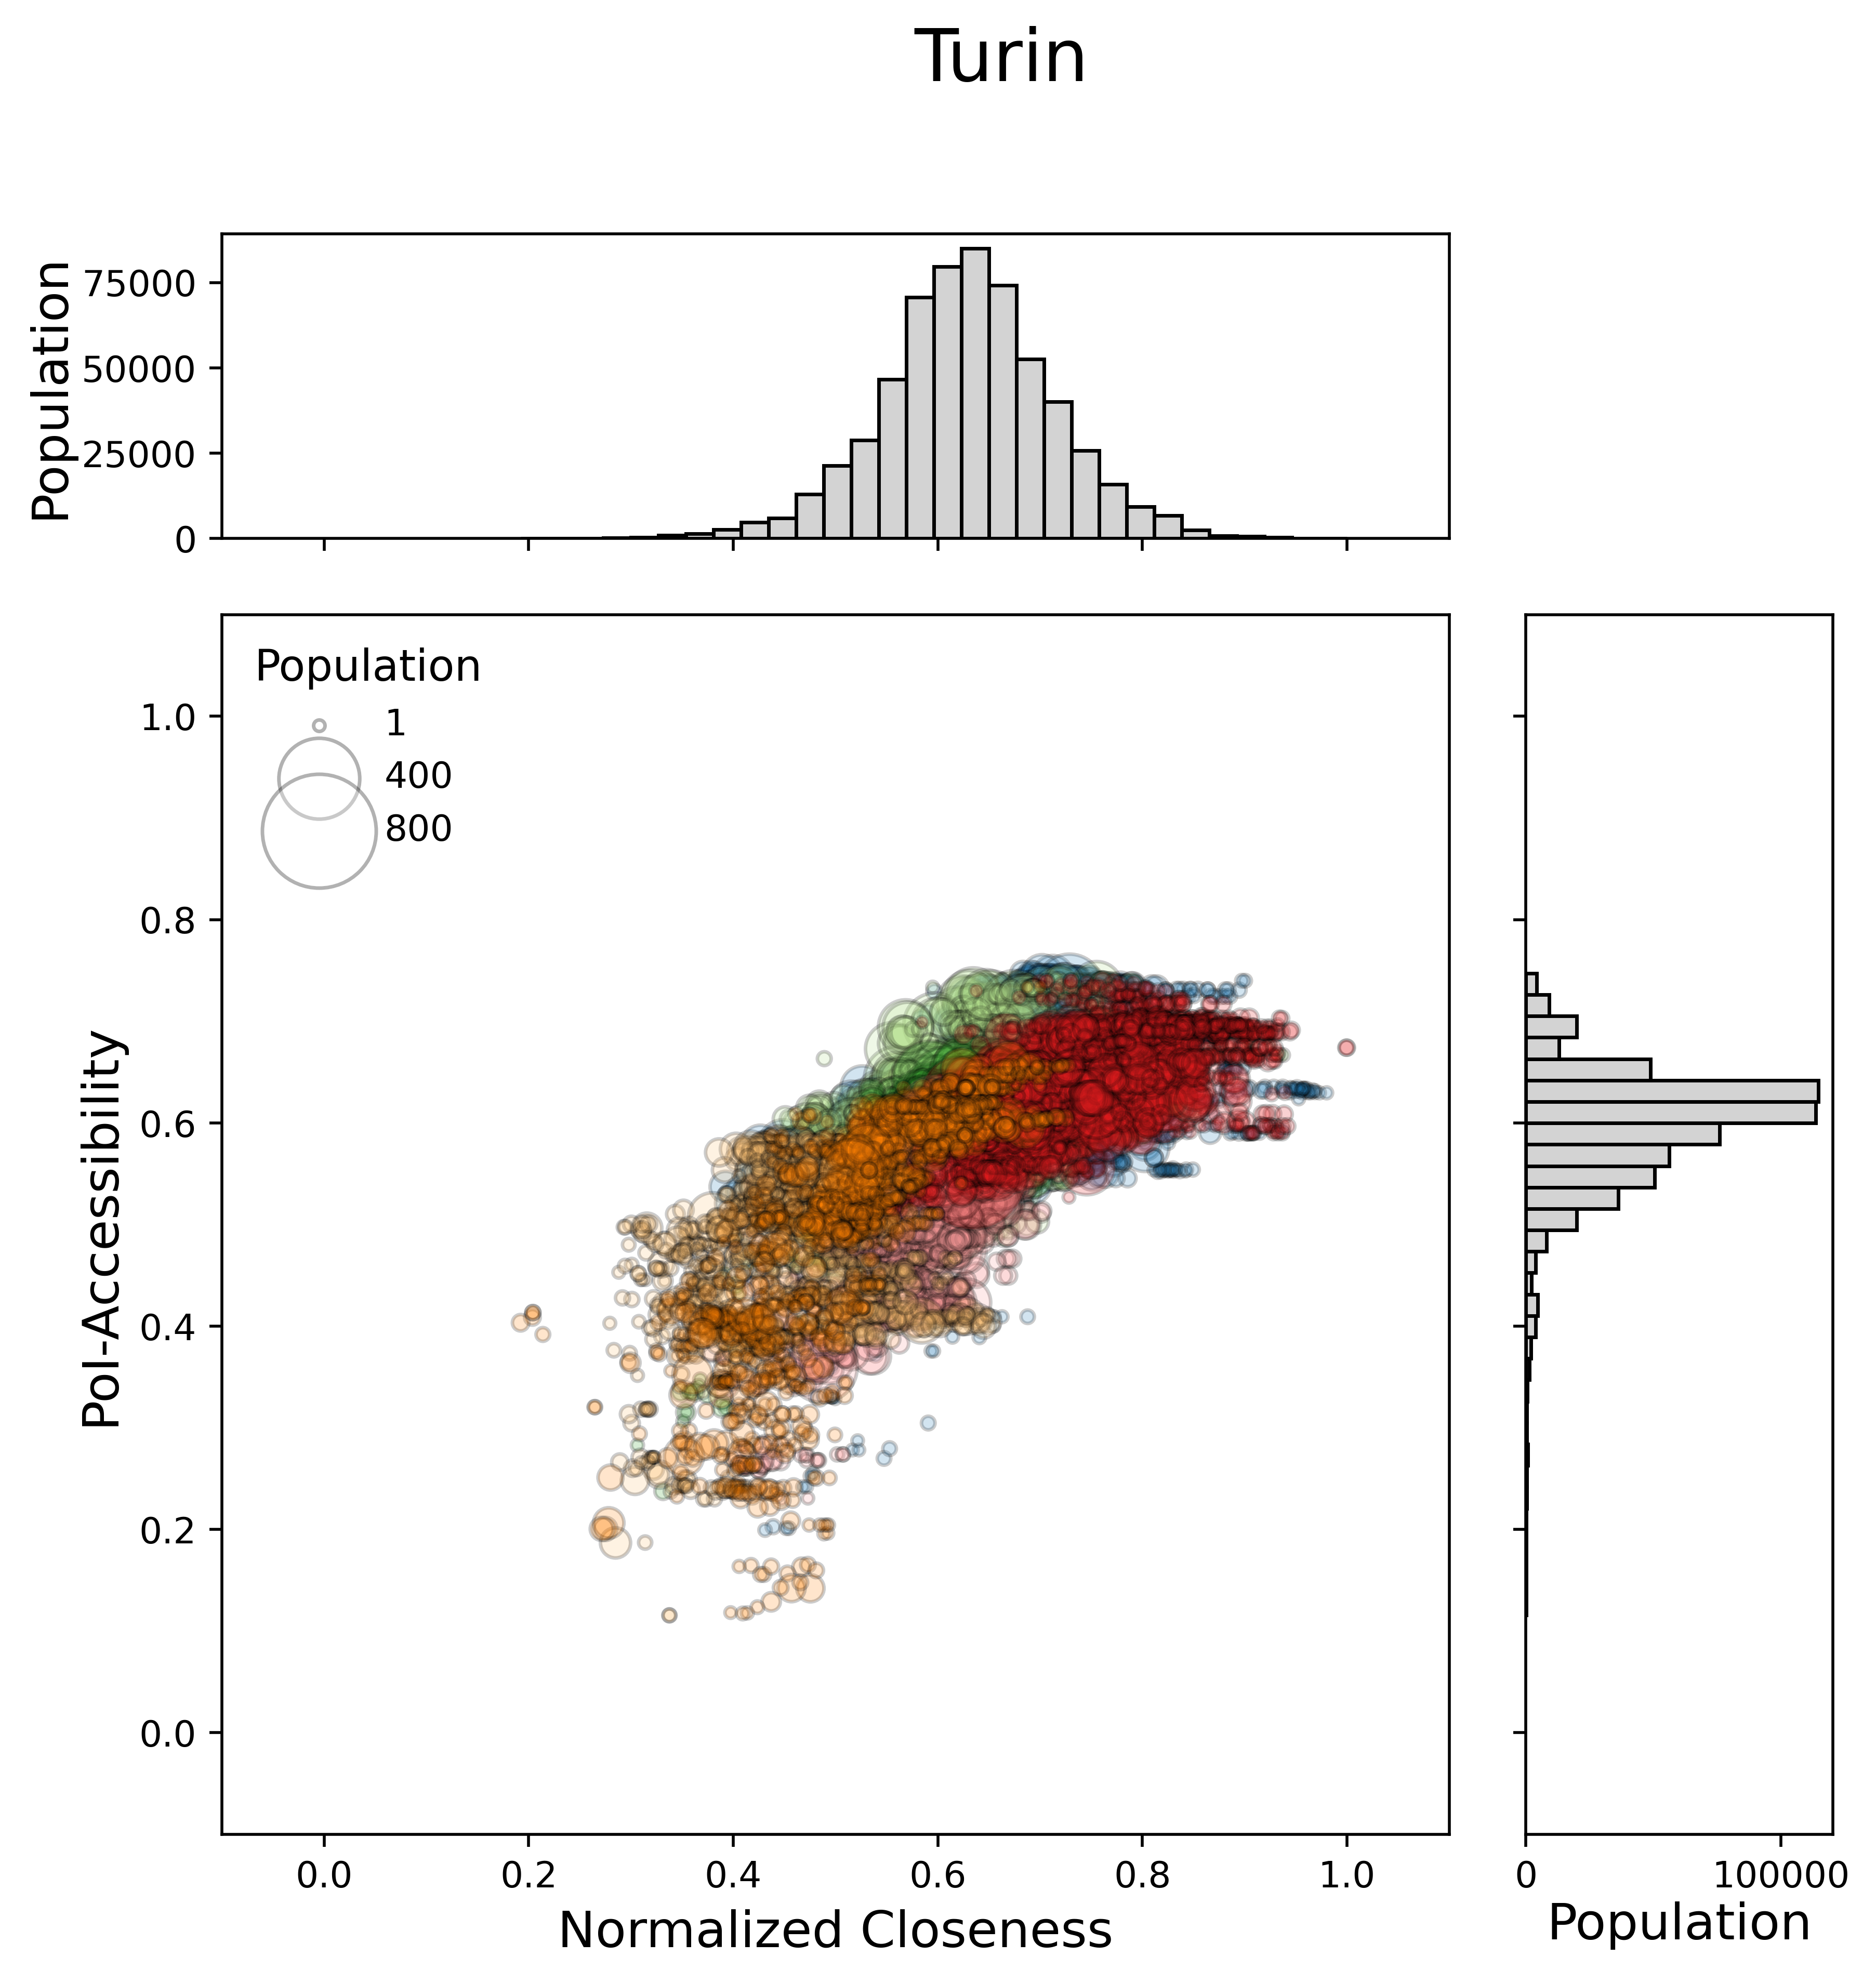 Turin
Population
75000
50000
25000
0
Population
1
400
800
PoI-Accessibility
1.0
0.8
0.6
0.4
0.2
0.0
0.0 0.2 0.4 0.6 0.8 1.0
Normalized Closeness
0 100000
Population